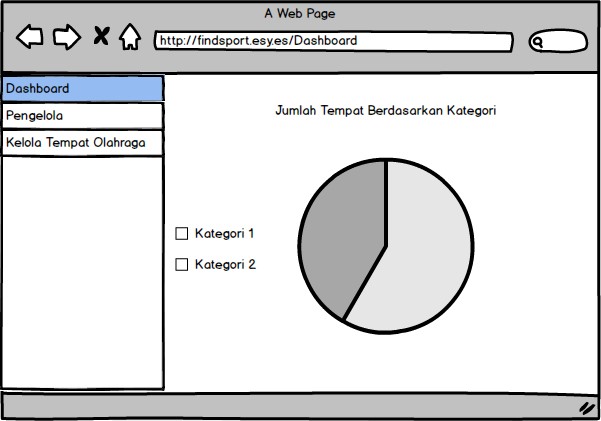 A Web Page
http://findsport.esy.es/Dashboard
Dashboard
Pengelola
Kelola Tempat Olahraga
Jumlah Tempat Berdasarkan Kategori
Kategori 1
Kategori 2